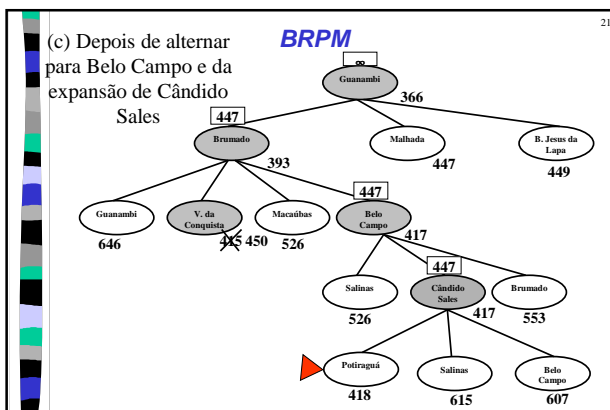 21
(c) Depois de alternar
para Belo Campo e da
expansão de Cândido
Sales
BRPM
∞
Guanambi
366
447
Brumado
393
Malhada
447
B. Jesus da
Lapa
449
Guanambi
646
V. da
Conquista
415 450
Macaúbas
526
447
Belo
Campo
417
Salinas
526
447
Cândido
Sales
417
Brumado
553
Potiraguá
418
Salinas
615
Belo
Campo
607